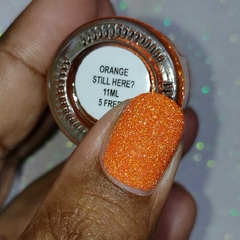 ORANGE
STILL HERE?
11ML
5 FREE